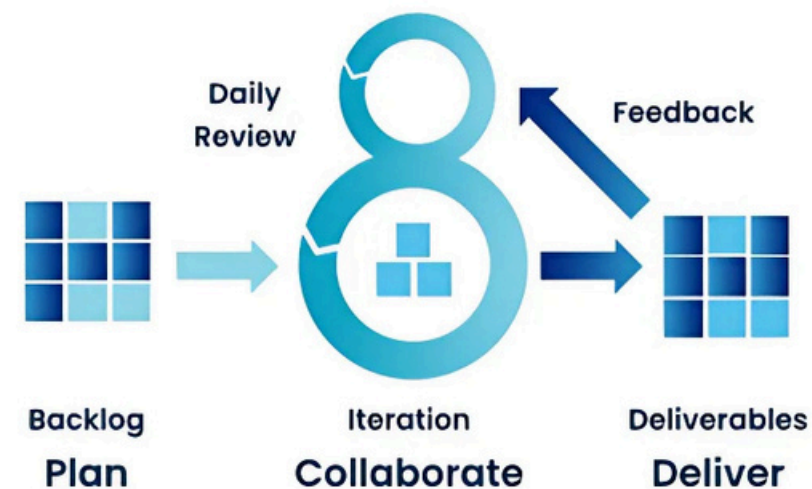 Daily
Review
Feedback
Backlog
Iteration
Deliverables
Plan
Collaborate
Deliver